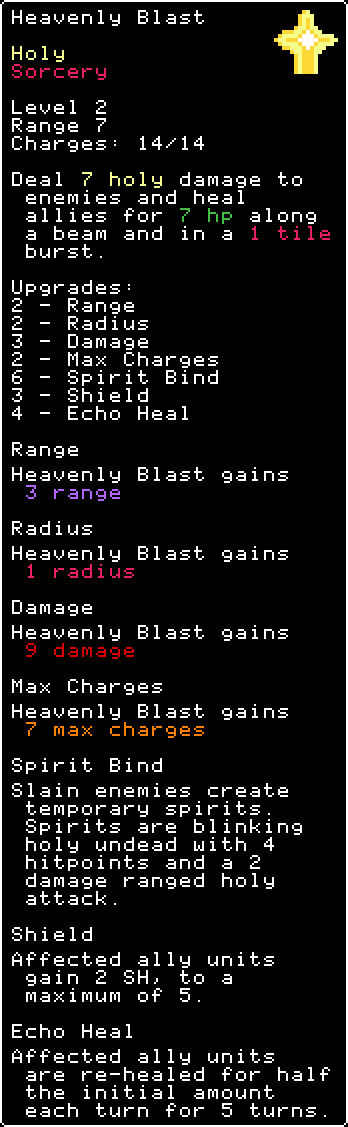 Heavenly Blast
Holy
Sorcery
Level 2
Range 7
Charges: 14/14
Deal 7 holy damage to
enemies and heal
allies for 7 hp along
a beam and in a 1 tile
burst.
Upgrades:
2 - Range
2 - Radius
3 - Damage
2 - Max Charges
6 - Spirit Bind
3 - Shield
4 - Echo Heal
Range
Heavenly Blast gains
3 range
Radius
Heavenly Blast gains
1 radius
Damage
Heavenly Blast gains
9 damage
Max Charges
Heavenly Blast gains
7 max charges
Spirit Bind
Slain enemies create
temporary spirits.
Spirits are blinking
holy undead with 4
hitpoints and a 2
damage ranged holy
attack.
Shield
Affected ally units
gain 2 SH, to a
maximum of 5.
Echo Heal
Affected ally units
are re-healed for half
the initial amount
each turn for 5 turns.